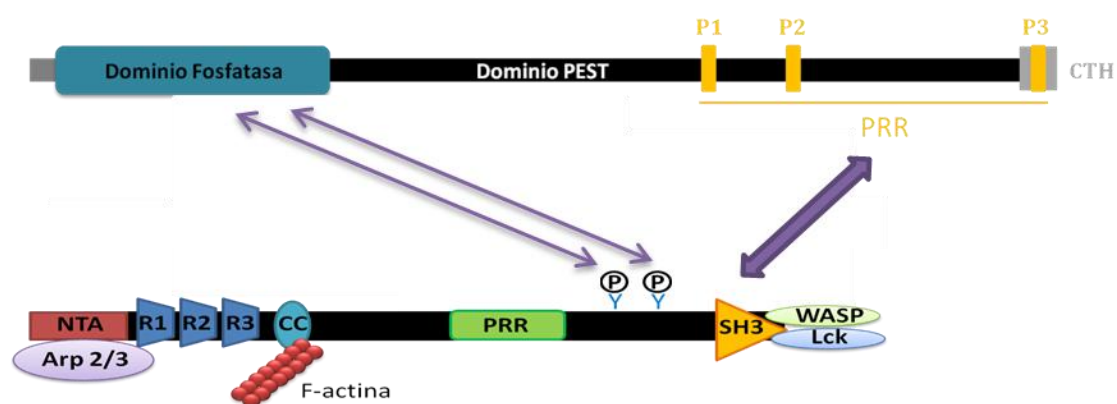 P1 P2 P3
Dominio Fosfatasa Dominio PEST CTH
PRR
P P
Y Y
NTA R1 R2 R3 CC PRR SH3 WASP
Arp 2/3 Lck
F-actina